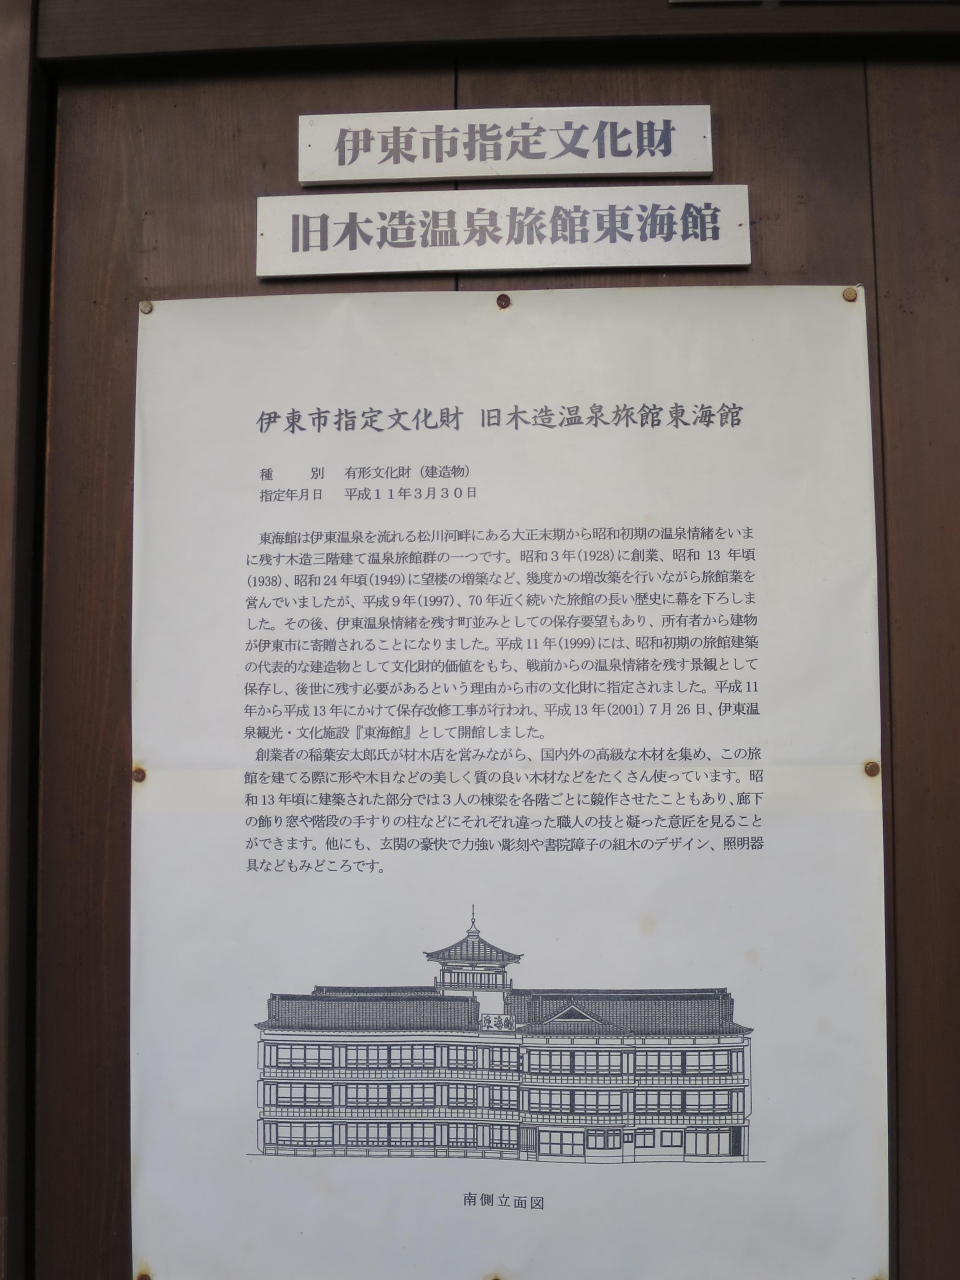 伊東市指定文化財
旧木造温泉旅館東海館
伊東市指定文化財 旧木造温泉旅館東海館
種　　別　有形文化財（建造物）
指定年月日　平成１１年３月３０日
東海館は伊東温泉を流れる松川河畔にある大正末期から昭和初期の温泉情緒をいま
に残す木造三階建て温泉旅館群の一つです。昭和３年(1928)に創業、昭和 13 年頃
(1938)、昭和 24 年頃(1949)に望楼の増築など、幾度かの増改築を行いながら旅館業を
営んでいましたが、平成９年(1997)、70 年近く続いた旅館の長い歴史に幕を下ろしま
した。その後、伊東温泉情緒を残す町並みとしての保存要望もあり、所有者から建物
が伊東市に寄贈されることになりました。平成 11 年(1999)には、昭和初期の旅館建築
の代表的な建造物として文化財的価値をもち、戦前からの温泉情緒を残す景観として
保存し、後世に残す必要があるという理由から市の文化財に指定されました。平成 11
年から平成 13 年にかけて保存改修工事が行われ、平成 13 年(2001) 7 月 26 日、伊東温
泉観光・文化施設『東海館』として開館しました。
創業者の稲葉安太郎氏が材木店を営みながら、国内外の高級な木材を集め、この旅
館を建てる際に形や木目などの美しく質の良い木材などをたくさん使っています。昭
和 13 年頃に建築された部分では３人の棟梁を各階ごとに競作させたこともあり、廊下
の飾り窓や階段の手すりの柱などにそれぞれ違った職人の技と凝った意匠を見ること
ができます。他にも、玄関の豪快で力強い彫刻や書院障子の組木のデザイン、照明器
具などもみどころです。
東海館
南側立面図